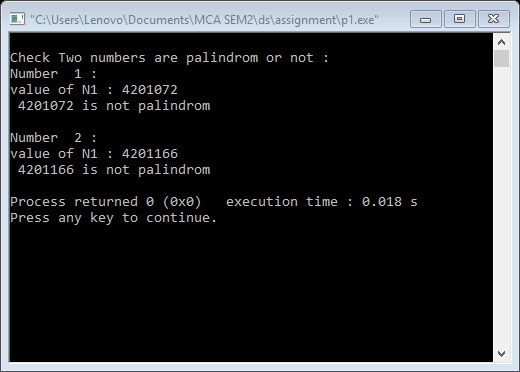 "C:\Users\Lenovo\Documents\MCA SEM2\ds\assignment\p1.exe"
Check Two numbers are palindrom or not :
Number  1 :
value of N1 : 4201072
 4201072 is not palindrom
Number  2 :
value of N1 : 4201166
 4201166 is not palindrom
Process returned 0 (0x0)   execution time : 0.018 s
Press any key to continue.